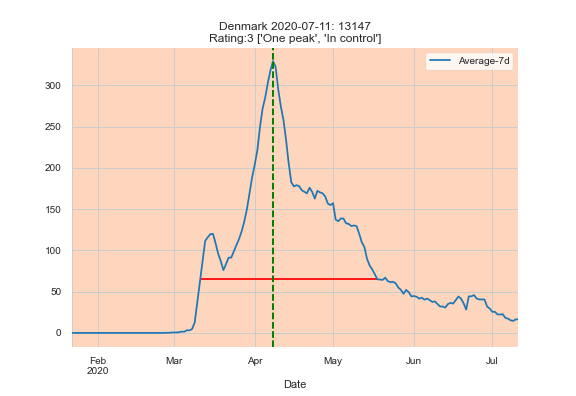 Denmark 2020-07-11: 13147
Rating:3 ['One peak', 'In control']
Average-7d
300
250
200
150
100
50
0
Feb Mar Apr May Jun Jul
2020
Date